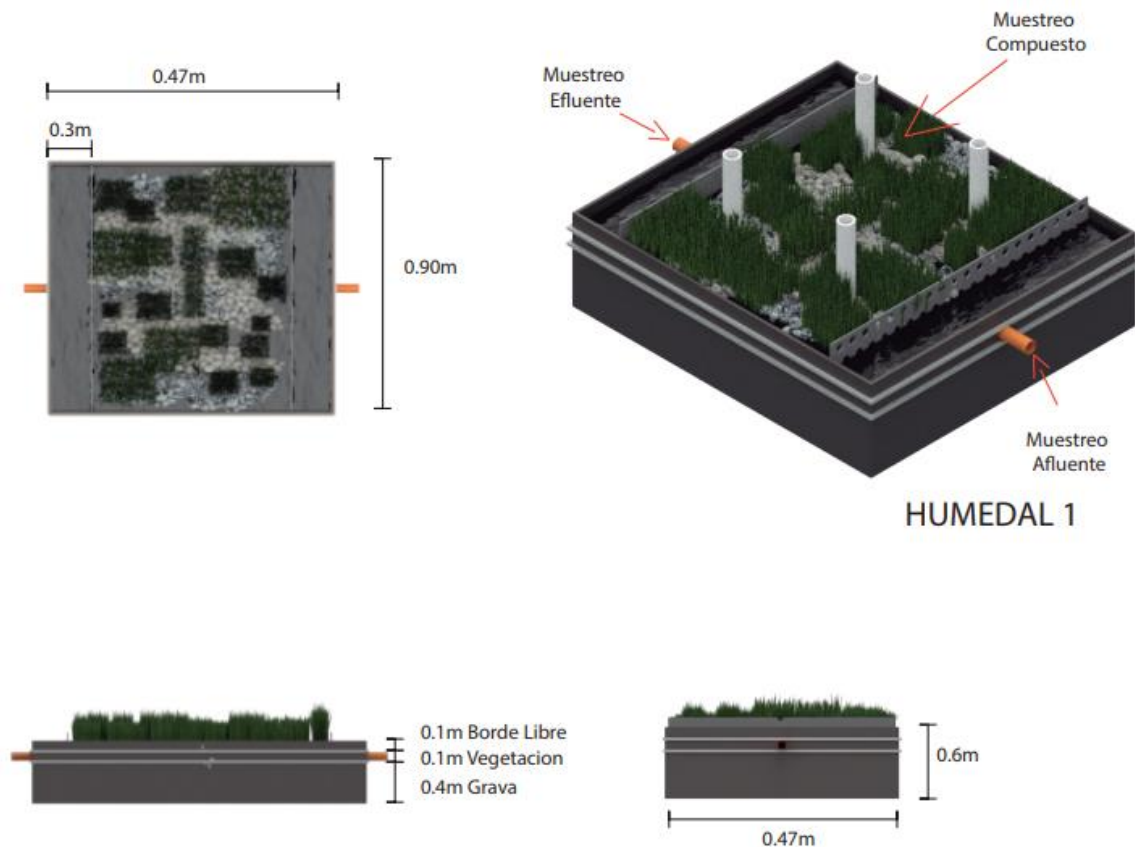 0.47m
0.3m
0.90m
Muestreo
Efluente
Muestreo
Compuesto
Muestreo
Afluente
HUMEDAL 1
0.1m Borde Libre
0.1m Vegetacion
0.4m Grava
0.6m
0.47m